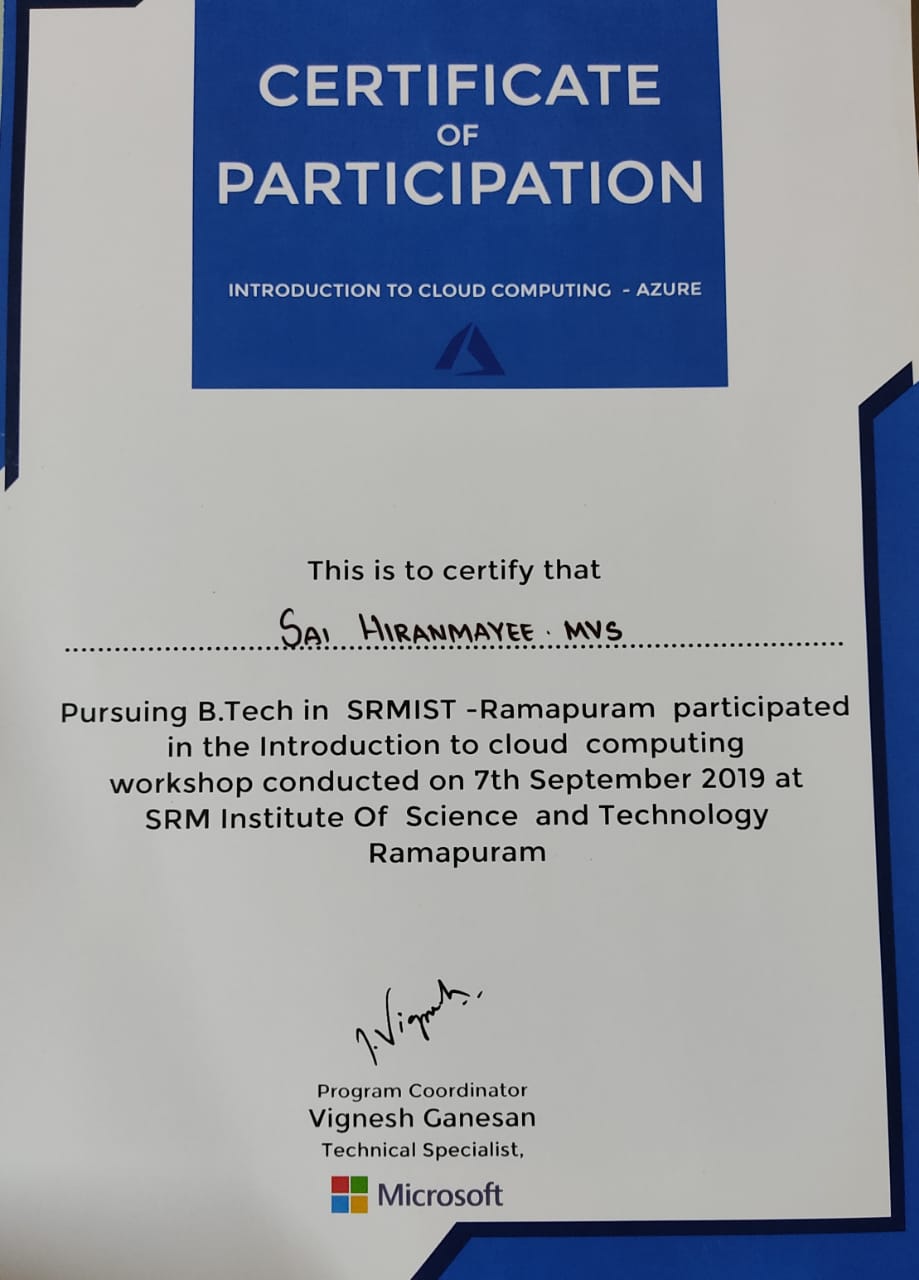 CERTIFICATE
OF
PARTICIPATION
INTRODUCTION TO CLOUD COMPUTING - AZURE
This is to certify that
SAI HIRANMAYEE . MVS
Pursuing B.Tech in SRMIST -Ramapuram participated
in the Introduction to cloud computing
workshop conducted on 7th September 2019 at
SRM Institute Of Science and Technology
Ramapuram
Program Coordinator
Vignesh Ganesan
Technical Specialist,
Microsoft